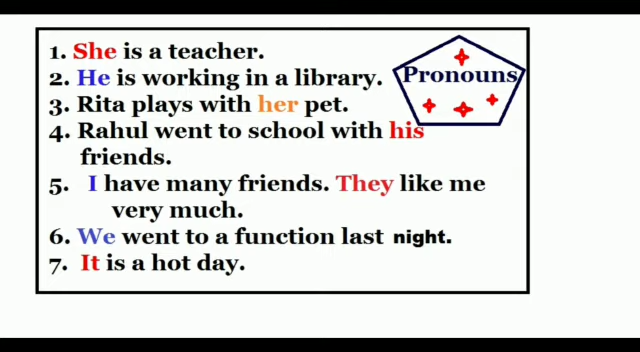 1. She is a teacher.
2. He is working in a library.
Pronouns
3. Rita plays with her pet.
4. Rahul went to school with his
friends.
5. I have many friends. They like me
very much.
6. We went to a function last night.
7. It is a hot day.